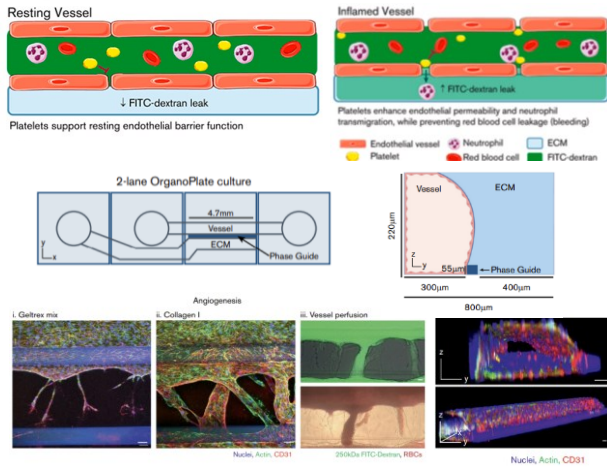 Resting Vessel
↓ FITC-dextran leak
Platelets support resting endothelial barrier function
Inflamed Vessel
↑ FITC-dextran leak
Platelets enhance endothelial permeability and neutrophil
transmigration, while preventing red blood cell leakage (bleeding)
Endothelial vessel
Neutrophil
ECM
Platelet
Red blood cell
FITC-dextran
2-lane OrganoPlate culture
4.7mm
Vessel
ECM
Phase Guide
y
x
Vessel
ECM
220µm
z
y
55µm
Phase Guide
300µm
400µm
800µm
Angiogenesis
i. Geltrex mix
ii. Collagen I
iii. Vessel perfusion
Nuclei, Actin, CD31
250kDa FITC-Dextran, RBCs
z
y
Nuclei, Actin, CD31